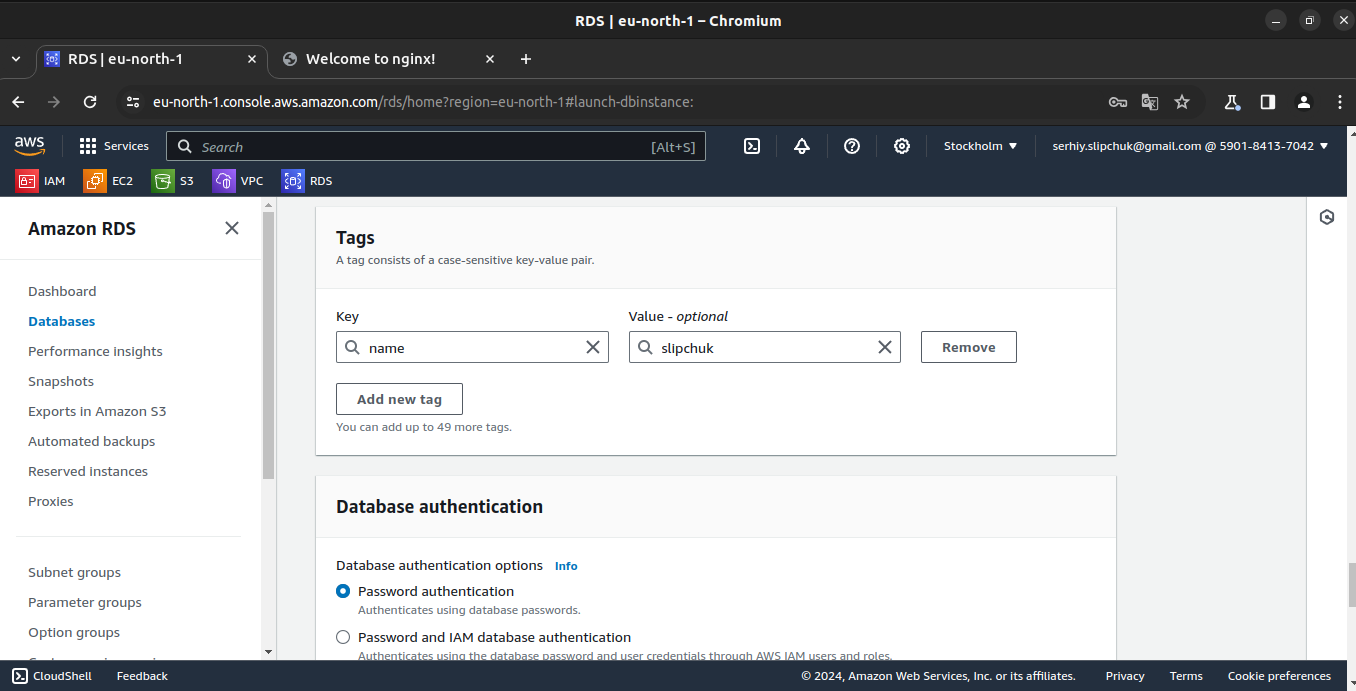 RDS | eu-north-1 – Chromium
RDS | eu-north-1
Welcome to nginx!
eu-north-1.console.aws.amazon.com/rds/home?region=eu-north-1#launch-dbinstance:
aws
Services
Search
[Alt+S]
Stockholm
serhiy.slipchuk@gmail.com @ 5901-8413-7042
IAM
EC2
S3
VPC
RDS
Amazon RDS
Dashboard
Databases
Performance insights
Snapshots
Exports in Amazon S3
Automated backups
Reserved instances
Proxies
Subnet groups
Parameter groups
Option groups
Tags
A tag consists of a case-sensitive key-value pair.
Key
Value - optional
name
slipchuk
Remove
Add new tag
You can add up to 49 more tags.
Database authentication
Database authentication options Info
Password authentication
Authenticates using database passwords.
Password and IAM database authentication
Authenticates using the database password and user credentials through AWS IAM users and roles.
CloudShell
Feedback
© 2024, Amazon Web Services, Inc. or its affiliates.
Privacy
Terms
Cookie preferences